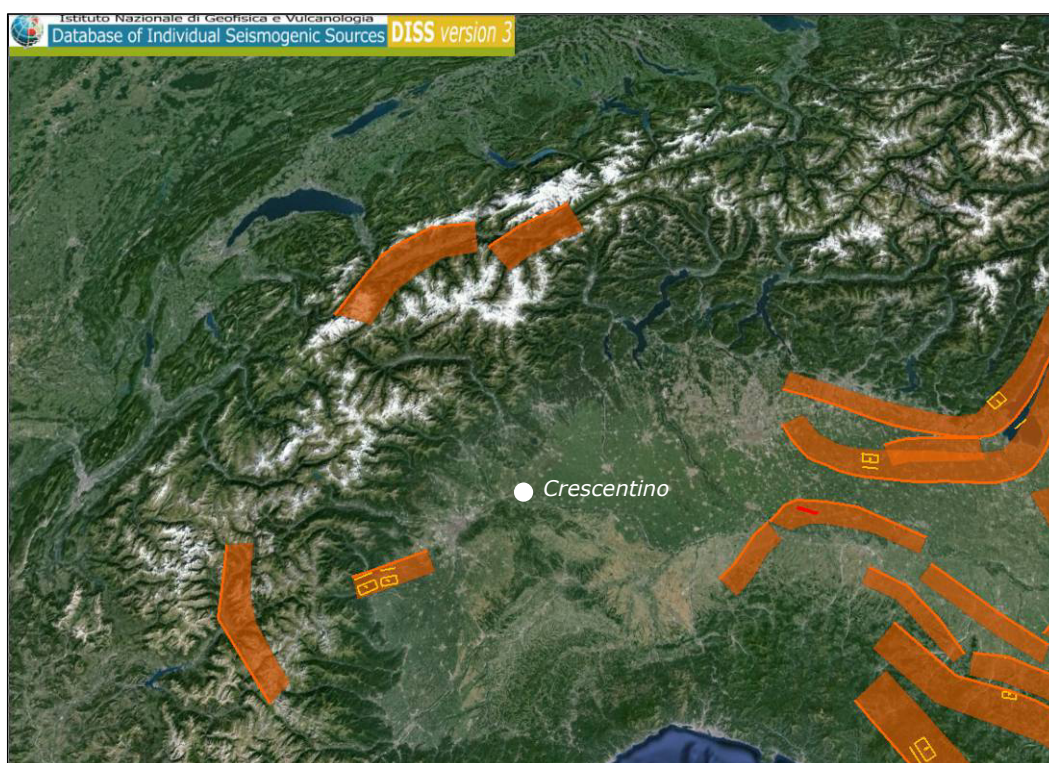 Istituto Nazionale di Geofisica e Vulcanologia
Database of Individual Seismogenic Sources DISS version 3
Crescentino